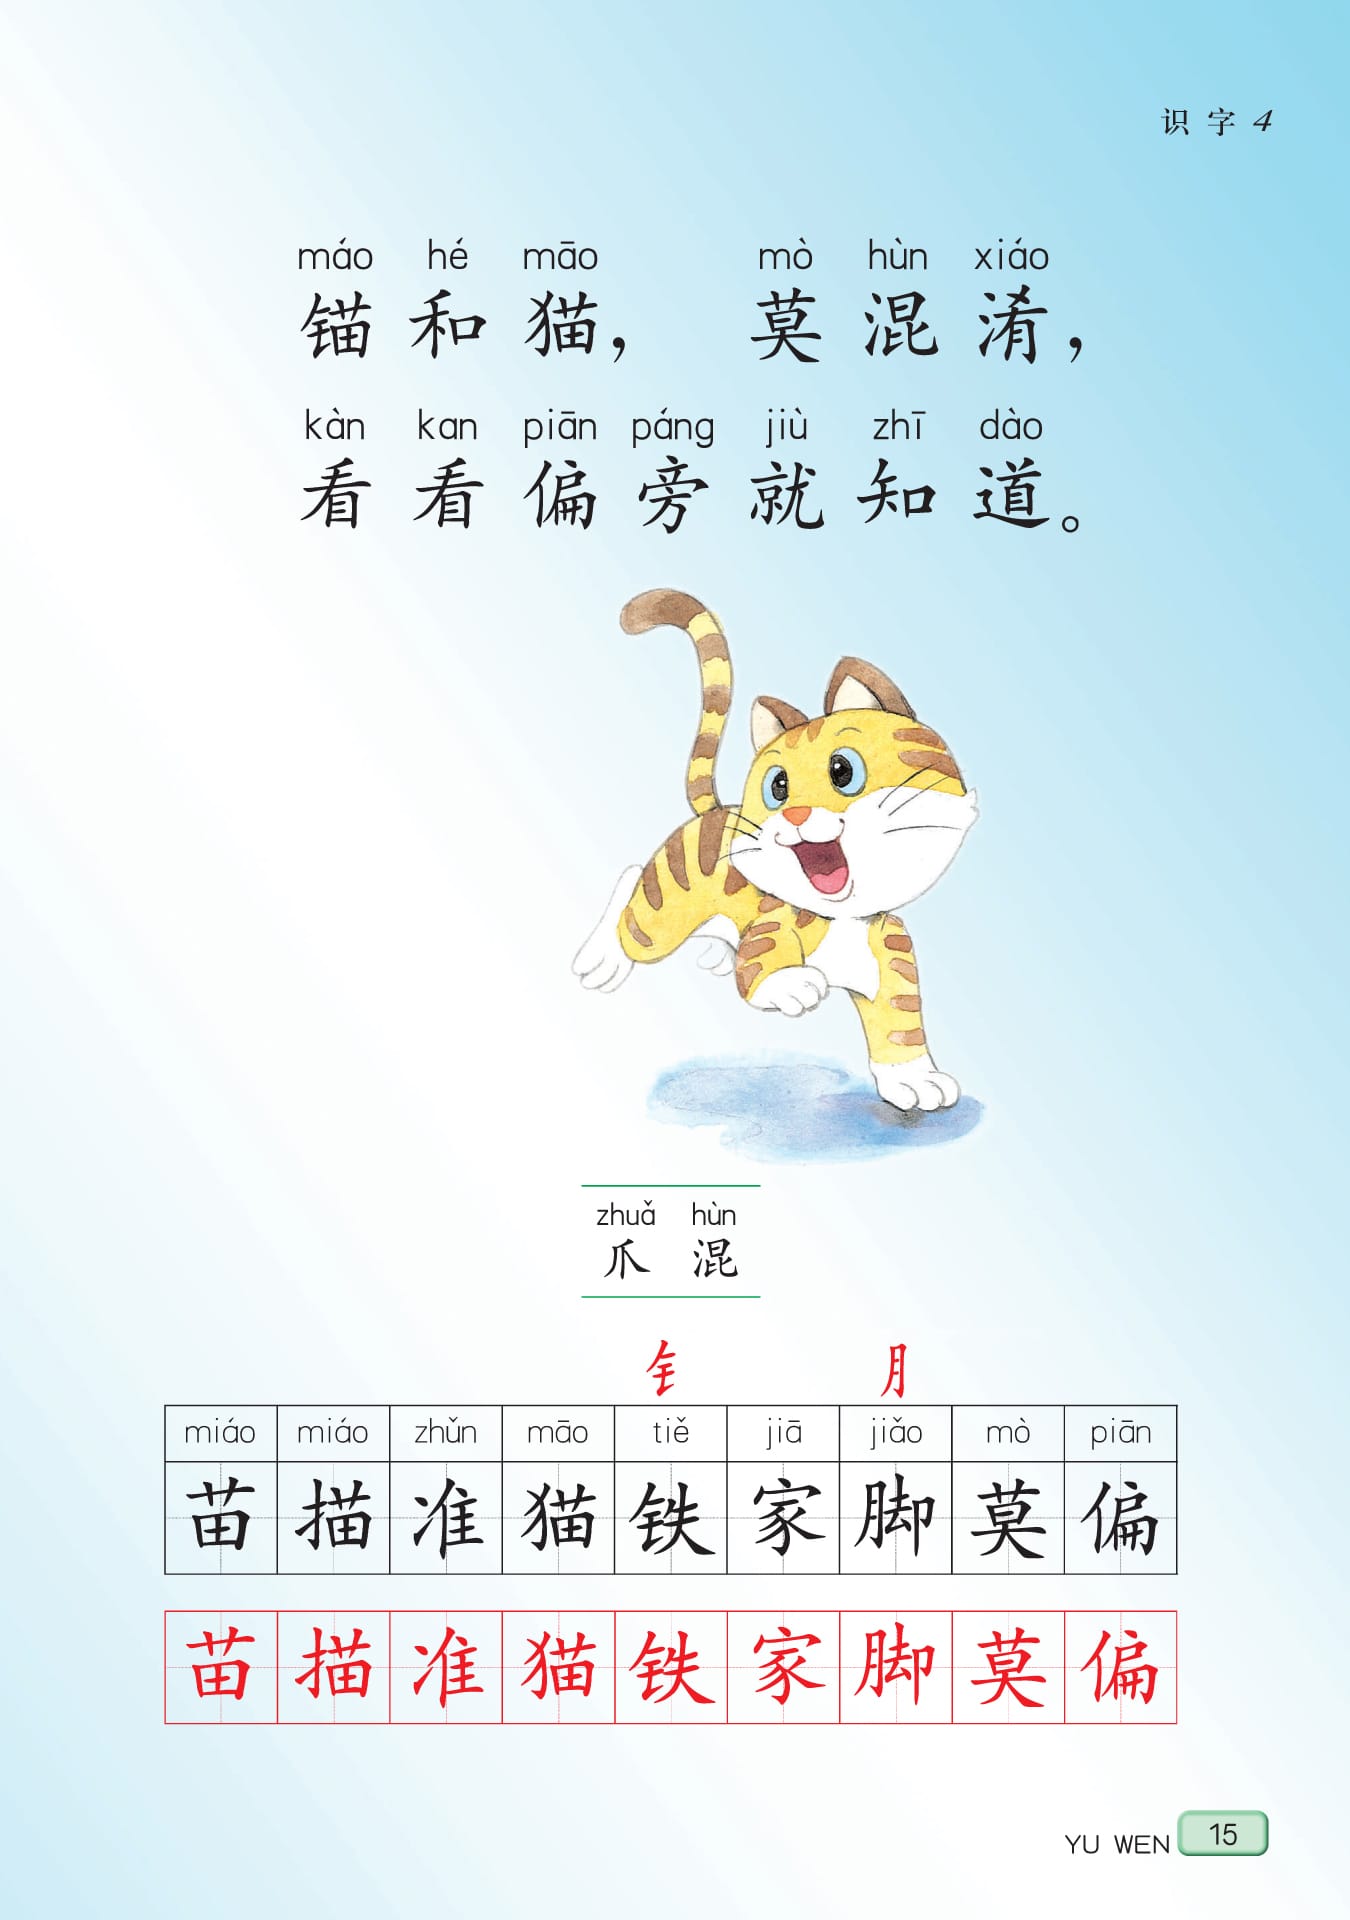 识字4
máo hé māo mò hùn xiáo
锚和猫，莫混淆，
kàn kan piān páng jiù zhī dào
看看偏旁就知道。
zhuǎ hùn
爪 混
钅 月
miáo miáo zhǔn māo tiě jiā jiǎo mò piān
苗 描 准 猫 铁 家 脚 莫 偏
苗 描 准 猫 铁 家 脚 莫 偏
YU WEN 15